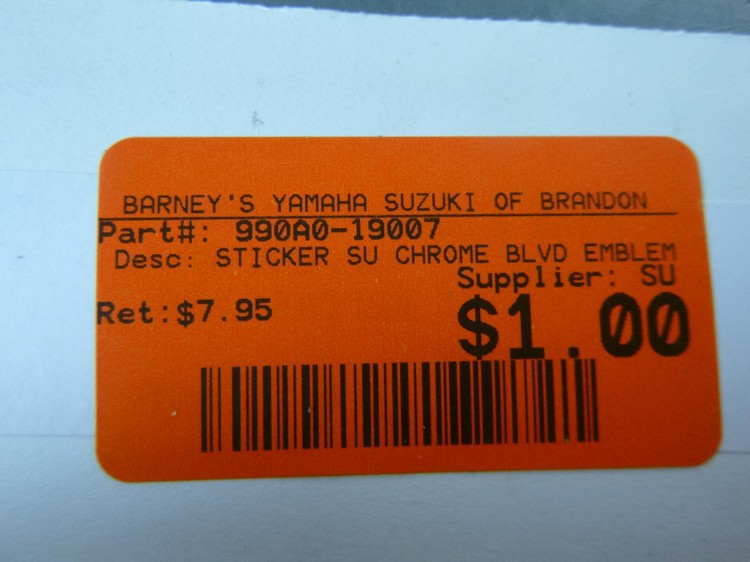 BARNEY'S YAMAHA SUZUKI OF BRANDON
Part#: 990A0-19007
Desc: STICKER SU CHROME BLVD EMBLEM
Supplier: SU
Ret:$7.95
$1.00